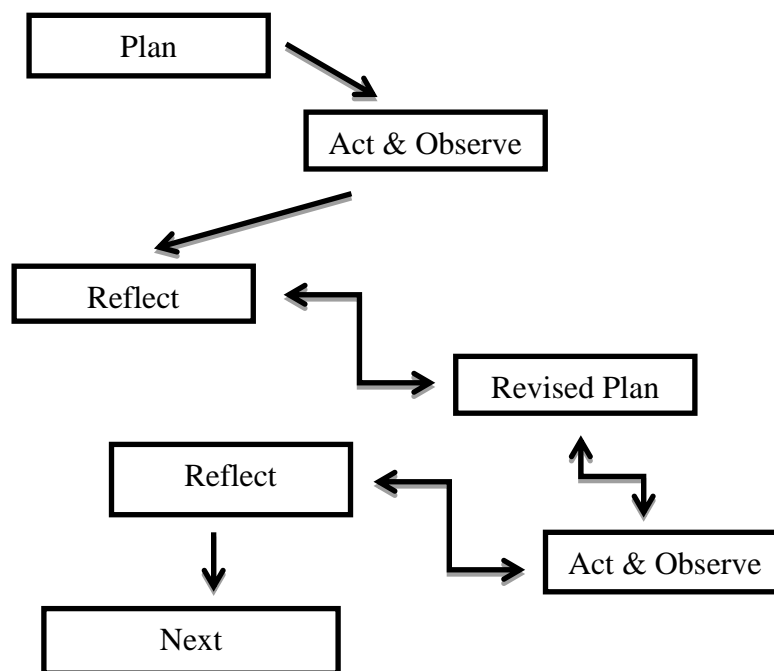 Plan
Act & Observe
Reflect
Revised Plan
Reflect
Act & Observe
Next